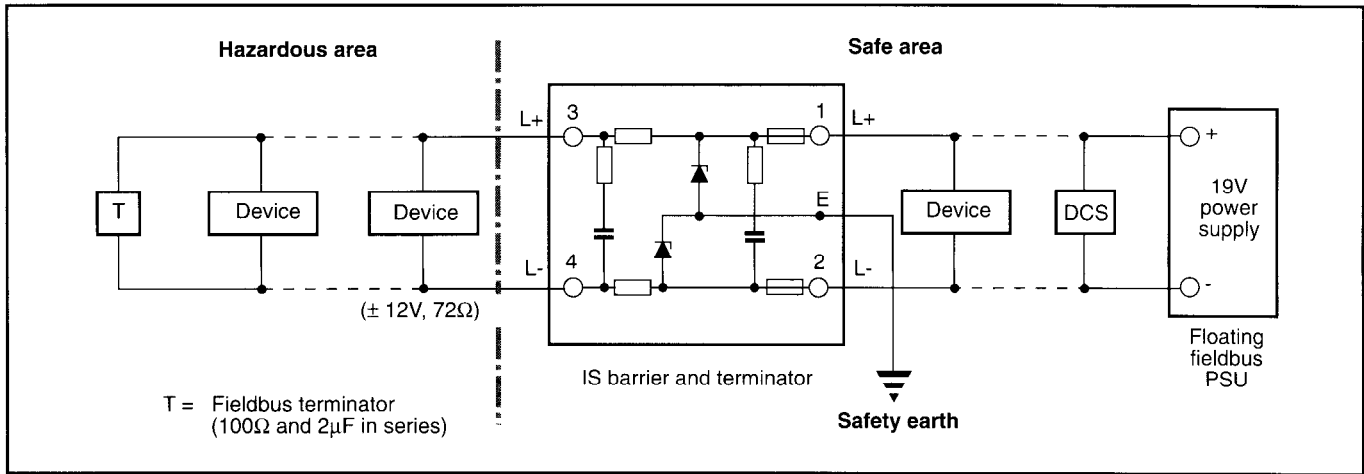 Hazardous area
Safe area
L+
3
1
L+
T
Device
Device
E
Device
DCS
+
19V
power
supply
-
L-
4
2
L-
(± 12V, 72Ω)
IS barrier and terminator
Floating
fieldbus
PSU
Safety earth
T = Fieldbus terminator
(100Ω and 2μF in series)